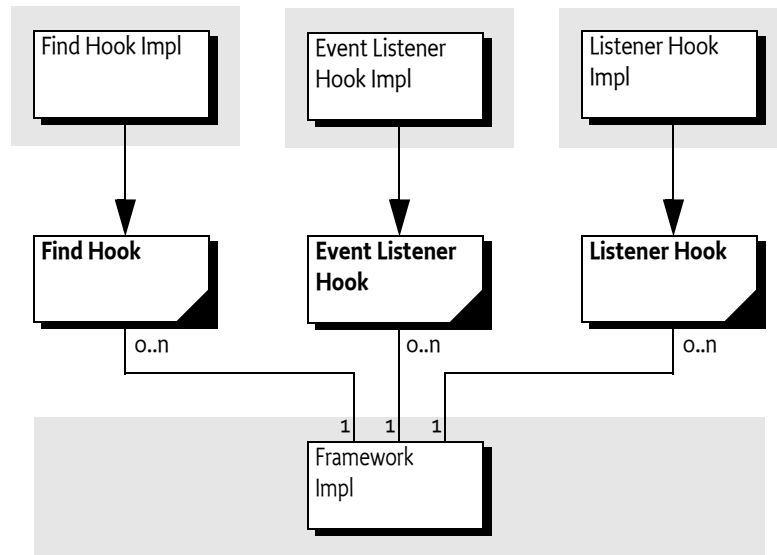 Find Hook Impl
Event Listener
Hook Impl
Listener Hook
Impl
Find Hook
Event Listener
Hook
Listener Hook
0..n
0..n
0..n
1
1
1
Framework
Impl